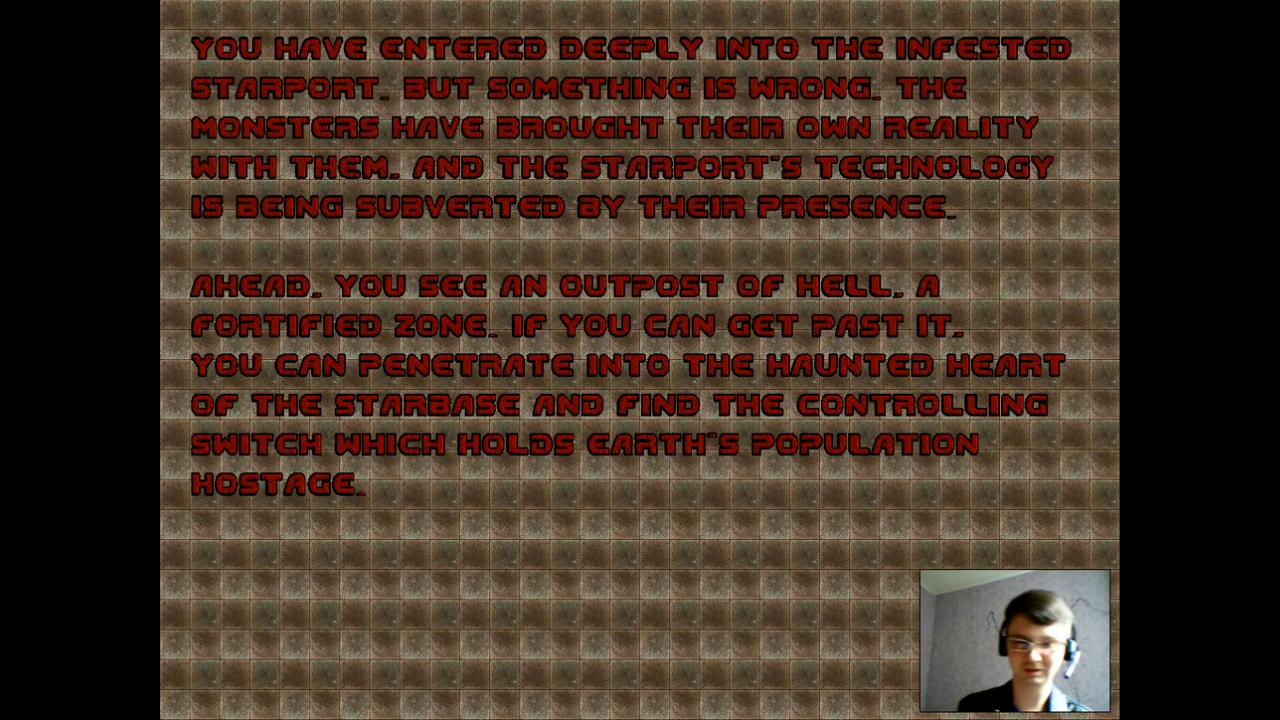 YOU HAVE ENTERED DEEPLY INTO THE INFESTED
STARPORT. BUT SOMETHING IS WRONG. THE
MONSTERS HAVE BROUGHT THEIR OWN REALITY
WITH THEM, AND THE STARPORT'S TECHNOLOGY
IS BEING SUBVERTED BY THEIR PRESENCE.
AHEAD, YOU SEE AN OUTPOST OF HELL, A
FORTIFIED ZONE. IF YOU CAN GET PAST IT,
YOU CAN PENETRATE INTO THE HAUNTED HEART
OF THE STARBASE AND FIND THE CONTROLLING
SWITCH WHICH HOLDS EARTH'S POPULATION
HOSTAGE.